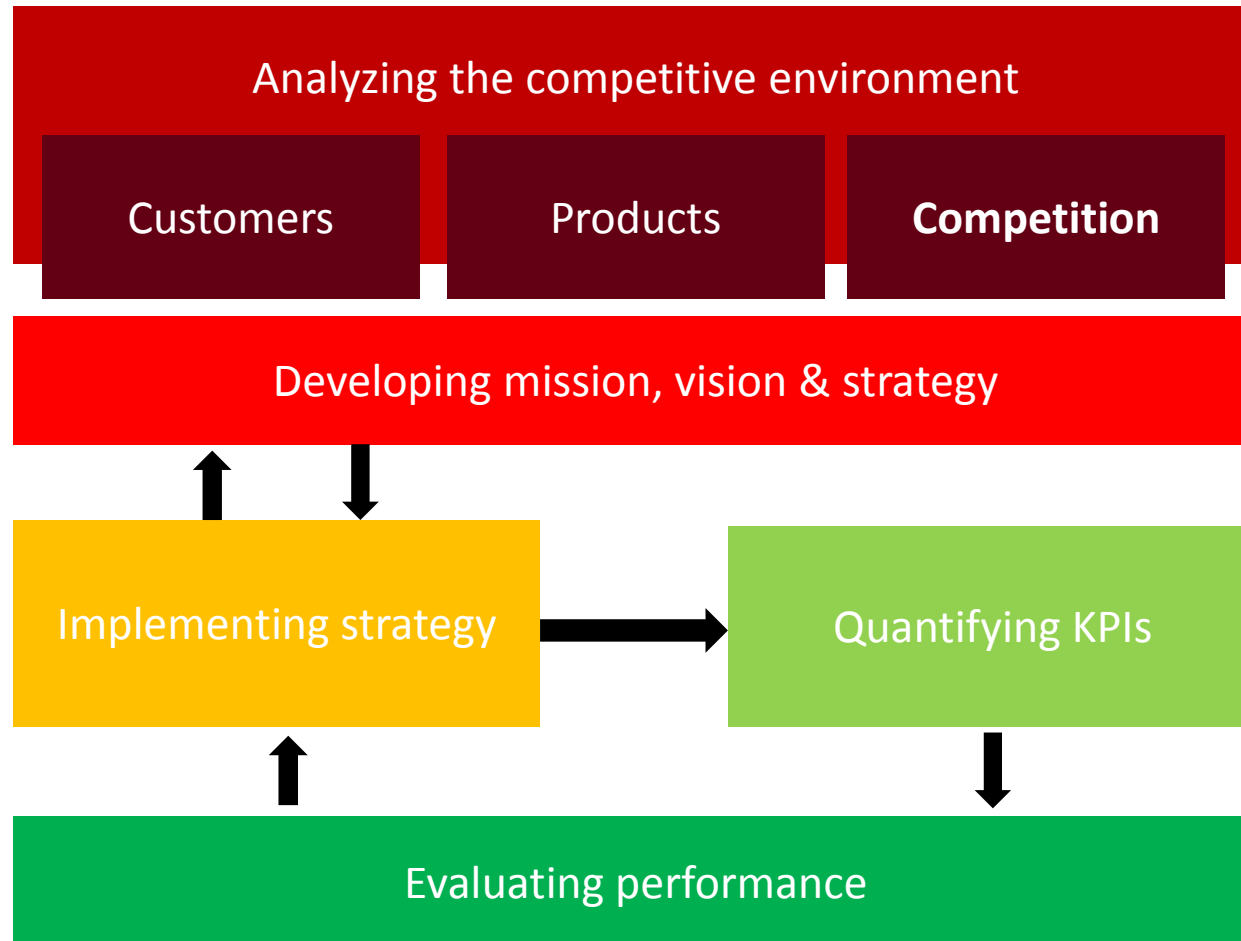 Analyzing the competitive environment
Customers
Products
Competition
Developing mission, vision & strategy
Implementing strategy
Quantifying KPIs
Evaluating performance